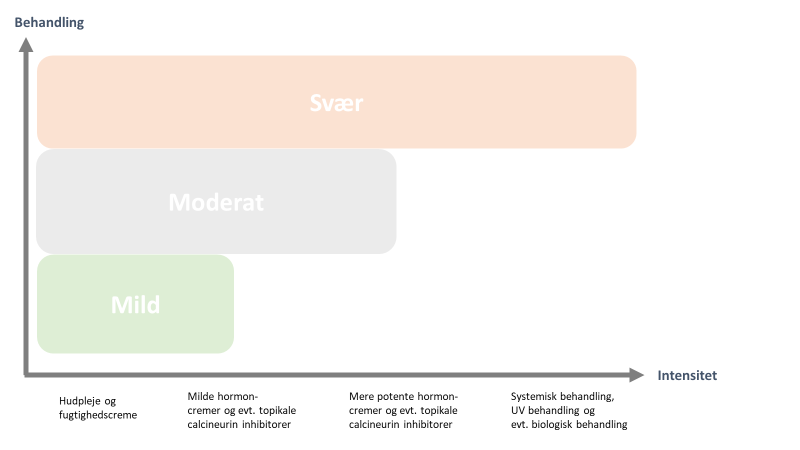 Behandling
Svær
Moderat
Mild
Intensitet
Hudpleje og
fugtighedscreme
Milde hormon-
cremer og evt. topikale
calcineurin inhibitorer
Mere potente hormon-
cremer og evt. topikale
calcineurin inhibitorer
Systemisk behandling,
UV behandling og
evt. biologisk behandling